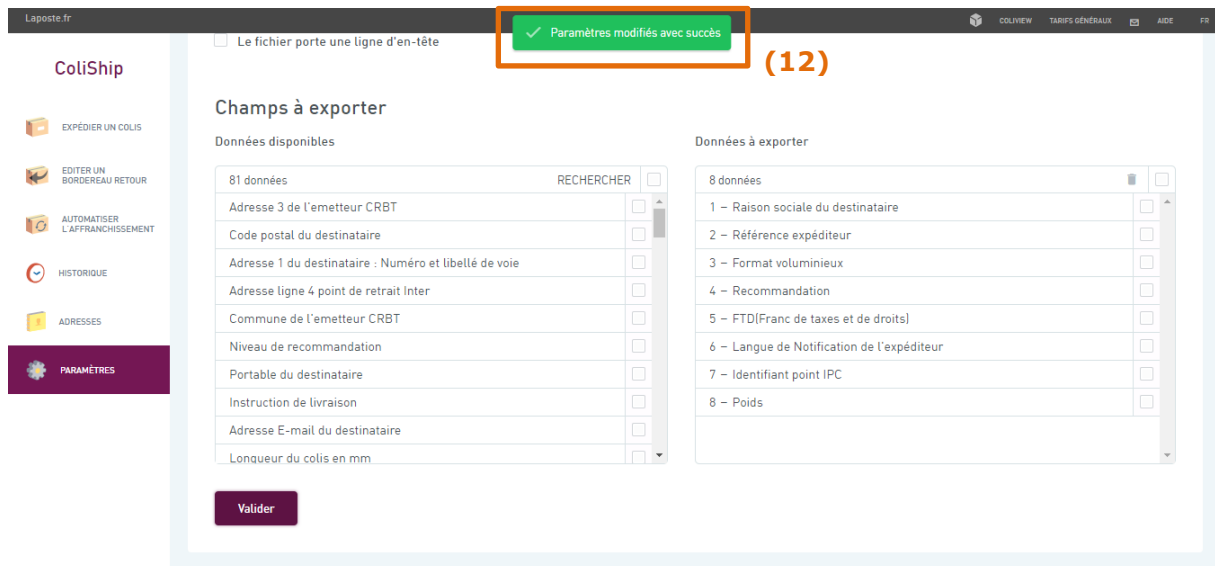 Laposte.fr
COLIVIEW TARIFS GÉNÉRAUX AIDE FR
Paramètres modifiés avec succès
(12)
Le fichier porte une ligne d'en-tête
ColiShip
EXPÉDIER UN COLIS
EDITER UN
BORDEREAU RETOUR
AUTOMATISER
L'AFFRANCHISSEMENT
HISTORIQUE
ADRESSES
PARAMÈTRES
Champs à exporter
Données disponibles
81 données RECHERCHER
Adresse 3 de l'emetteur CRBT
Code postal du destinataire
Adresse 1 du destinataire : Numéro et libellé de voie
Adresse ligne 4 point de retrait Inter
Commune de l'emetteur CRBT
Niveau de recommandation
Portable du destinataire
Instruction de livraison
Adresse E-mail du destinataire
Longueur du colis en mm
Données à exporter
8 données
1 – Raison sociale du destinataire
2 – Référence expéditeur
3 – Format voluminieux
4 – Recommandation
5 – FTD(Franc de taxes et de droits)
6 – Langue de Notification de l'expéditeur
7 – Identifiant point IPC
8 – Poids
Valider